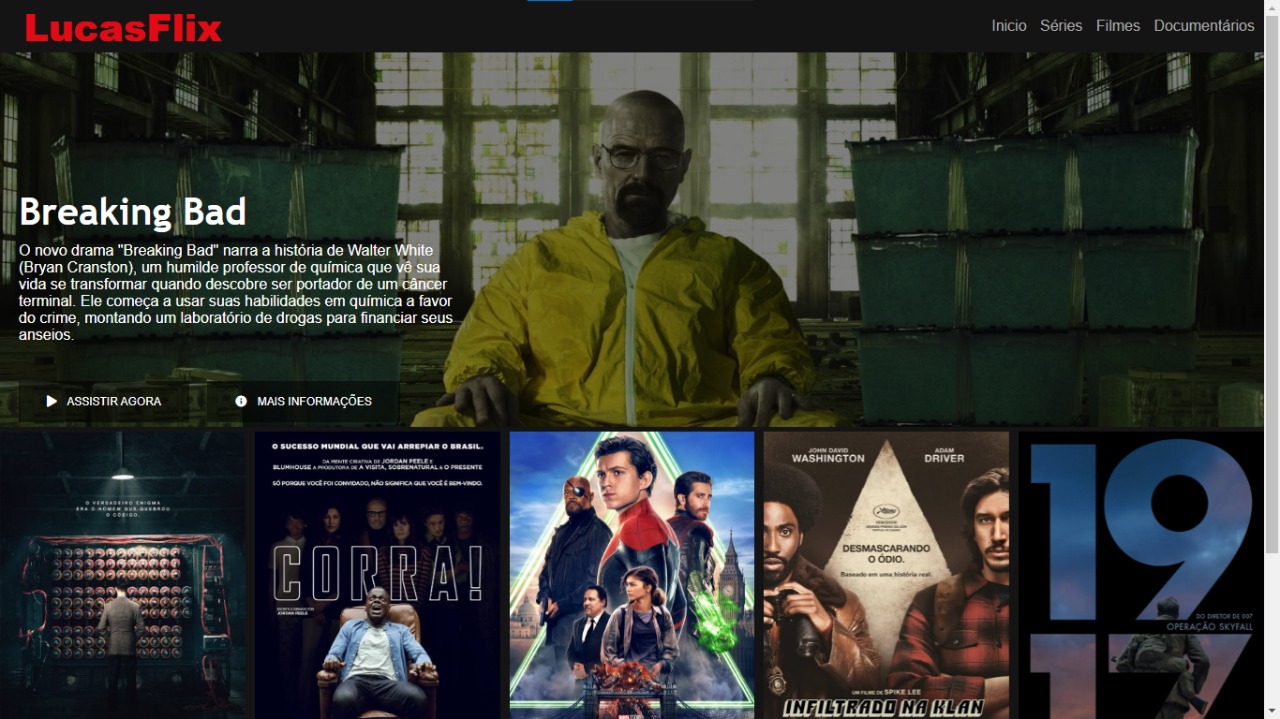 LucasFlix
Inicio Séries Filmes Documentários
Breaking Bad
O novo drama "Breaking Bad" narra a história de Walter White
(Bryan Cranston), um humilde professor de química que vê sua
vida se transformar quando descobre ser portador de um câncer
terminal. Ele começa a usar suas habilidades em química a favor
do crime, montando um laboratório de drogas para financiar seus
anseios.
ASSISTIR AGORA
MAIS INFORMAÇÕES
O VERDADEIRO ENIGMA
ERA O HOMEM QUE QUEBROU
O CÓDIGO.
O SUCESSO MUNDIAL QUE VAI ARREPIAR O BRASIL.
DA MENTE CRIATIVA DE JORDAN PEELE E
BLUMHOUSE A PRODUTORA DE A VISITA, SOBRENATURAL E O PRESENTE
SÓ PORQUE VOCÊ FOI CONVIDADO, NÃO SIGNIFICA QUE VOCÊ É BEM-VINDO.
CORRA!
JORDAN PEELE
JOHN DAVID
WASHINGTON
ADAM
DRIVER
DESMASCARANDO
O ÓDIO.
Baseado em uma história real.
UM FILME DE SPIKE LEE
INFILTRADO NA KLAN
19
DO DIRETOR DE 007
OPERAÇÃO SKYFALL
17